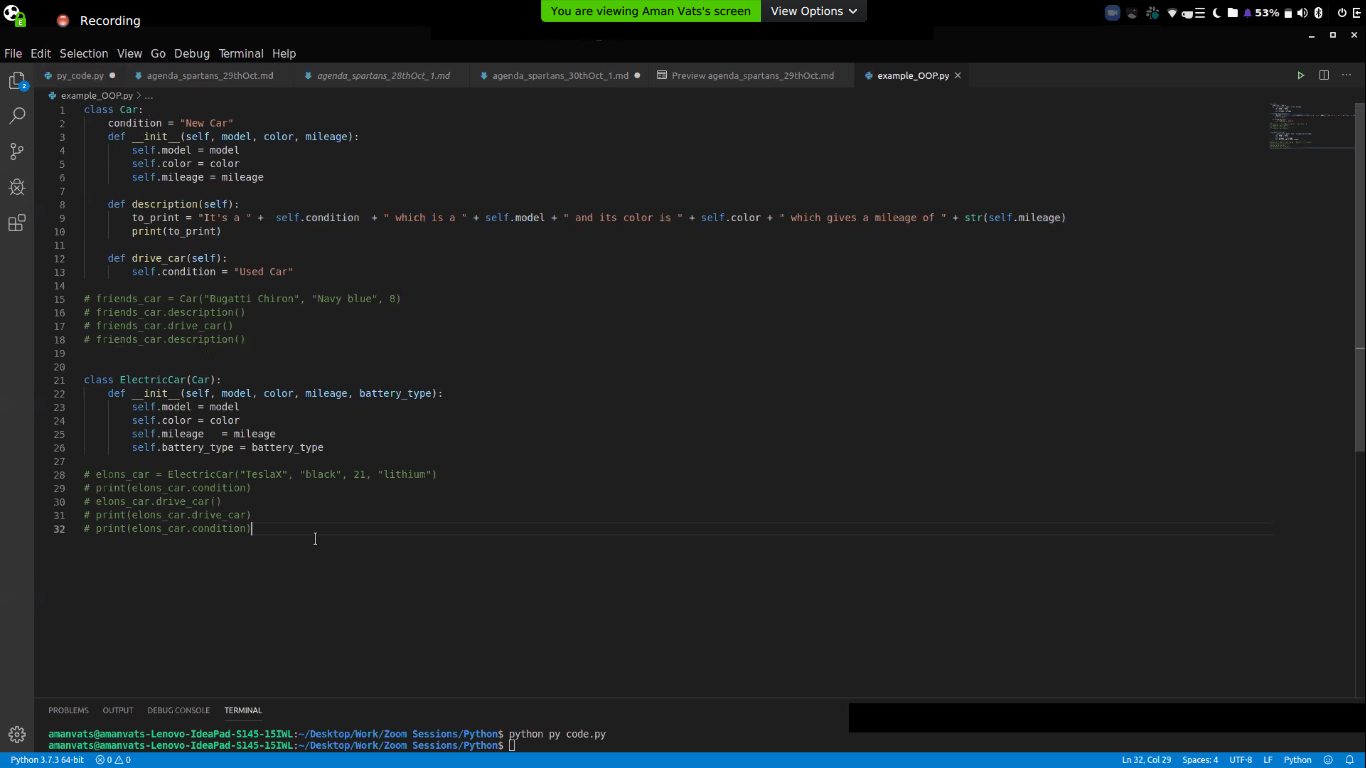 Recording
You are viewing Aman Vats's screen View Options
53%
File Edit Selection View Go Debug Terminal Help
py_code.py agenda_spartans_29thOct.md agenda_spartans_28thOct_1.md agenda_spartans_30thOct_1.md Preview agenda_spartans_29thOct.md example_OOP.py
example_OOP.py > ...
1 class Car:
2 condition = "New Car"
3 def __init__(self, model, color, mileage):
4 self.model = model
5 self.color = color
6 self.mileage = mileage
7
8 def description(self):
9 to_print = "It's a " + self.condition + " which is a " + self.model + " and its color is " + self.color + " which gives a mileage of " + str(self.mileage)
10 print(to_print)
11
12 def drive_car(self):
13 self.condition = "Used Car"
14
15 # friends_car = Car("Bugatti Chiron", "Navy blue", 8)
16 # friends_car.description()
17 # friends_car.drive_car()
18 # friends_car.description()
19
20
21 class ElectricCar(Car):
22 def __init__(self, model, color, mileage, battery_type):
23 self.model = model
24 self.color = color
25 self.mileage = mileage
26 self.battery_type = battery_type
27
28 # elons_car = ElectricCar("TeslaX", "black", 21, "lithium")
29 # print(elons_car.condition)
30 # elons_car.drive_car()
31 # print(elons_car.drive_car)
32 # print(elons_car.condition)
PROBLEMS OUTPUT DEBUG CONSOLE TERMINAL
amanvats@amanvats-Lenovo-IdeaPad-S145-15IWL:~/Desktop/Work/Zoom Sessions/Python$ python py code.py
amanvats@amanvats-Lenovo-IdeaPad-S145-15IWL:~/Desktop/Work/Zoom Sessions/Python$
Python 3.7.3 64-bit 0 0 Ln 32, Col 29 Spaces: 4 UTF-8 LF Python